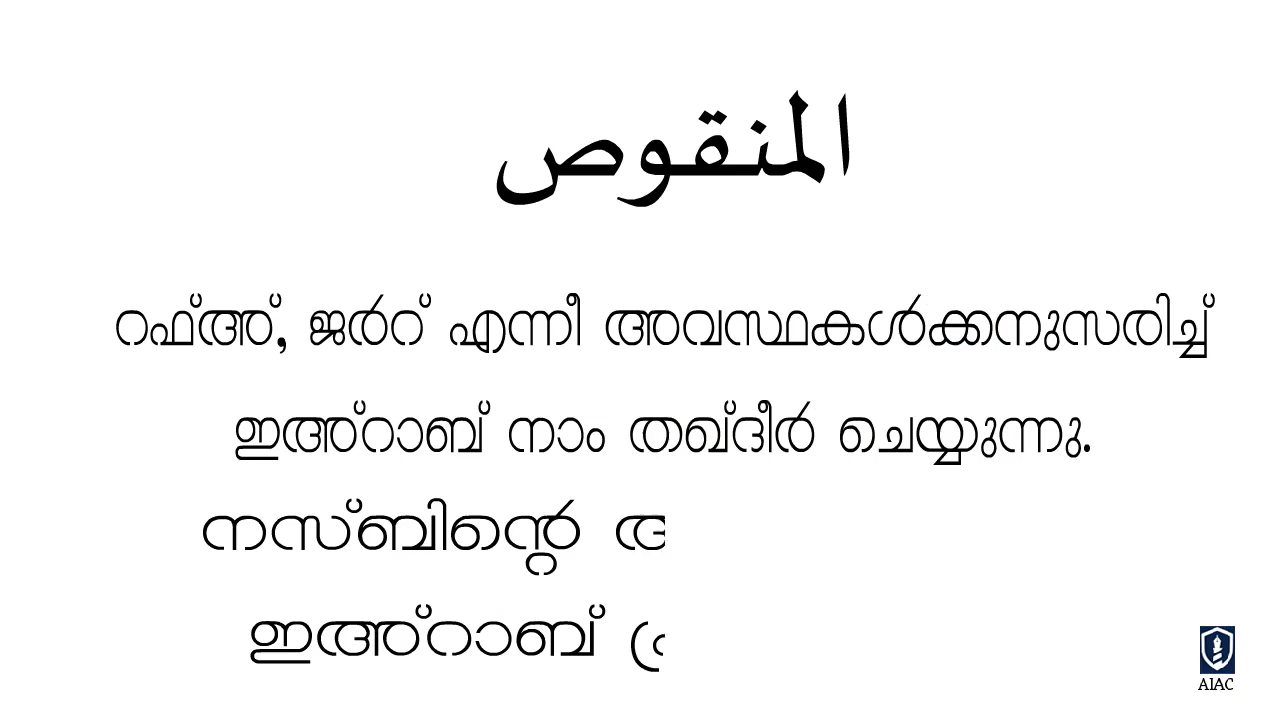 المنقوص
റഫ്അ്, ജർറ് എന്നീ അവസ്ഥകൾക്കനുസരിച്ച്
ഇഅ്റാബ് നാം തഖ്ദീർ ചെയ്യുന്നു.
നസ്ബിന്റെ
ഇഅ്റാബ്
AIAC